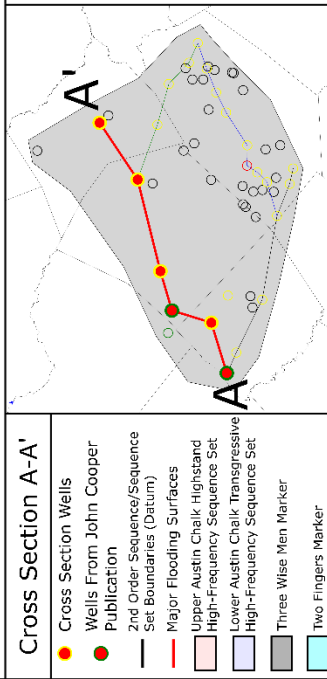 Cross Section A-A'
Cross Section Wells
Wells From John Cooper
Publication
2nd Order Sequence/Sequence
Set Boundaries (Datum)
Major Flooding Surfaces
Upper Austin Chalk Highstand
High-Frequency Sequence Set
Lower Austin Chalk Transgressive
High-Frequency Sequence Set
Three Wise Men Marker
Two Fingers Marker
A
A'